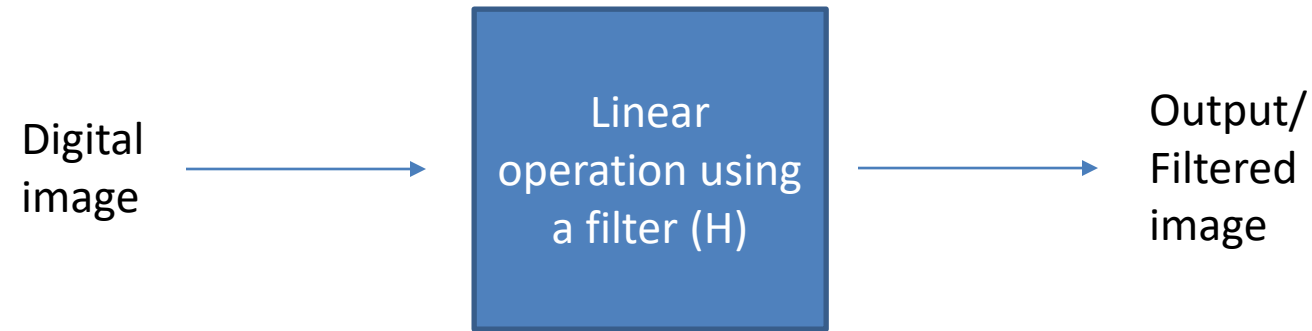 Digital
image
Linear
operation using
a filter (H)
Output/
Filtered
image